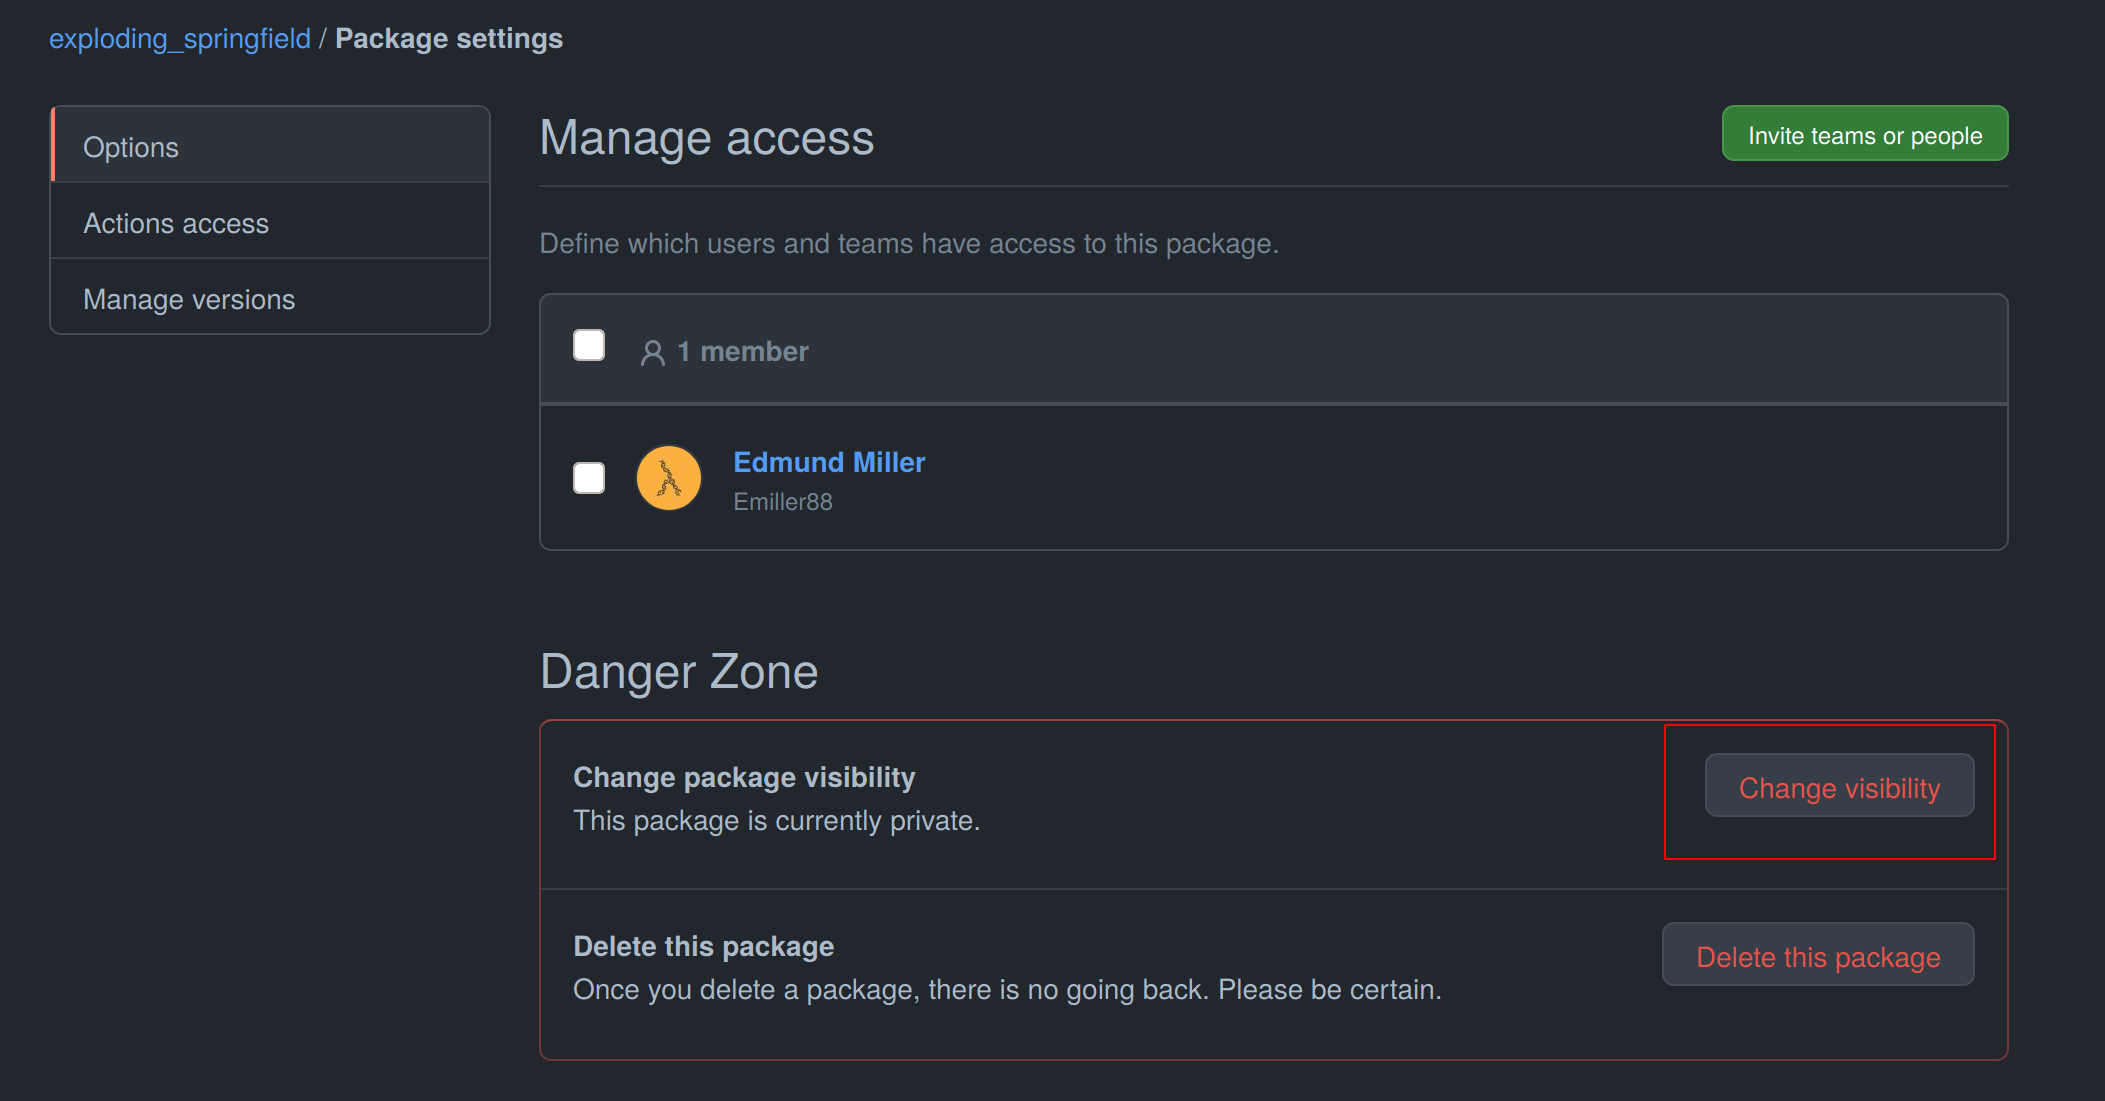 exploding_springfield / Package settings
Options
Actions access
Manage versions
Manage access
Invite teams or people
Define which users and teams have access to this package.
1 member
Edmund Miller
Emiller88
Danger Zone
Change package visibility
This package is currently private.
Change visibility
Delete this package
Once you delete a package, there is no going back. Please be certain.
Delete this package